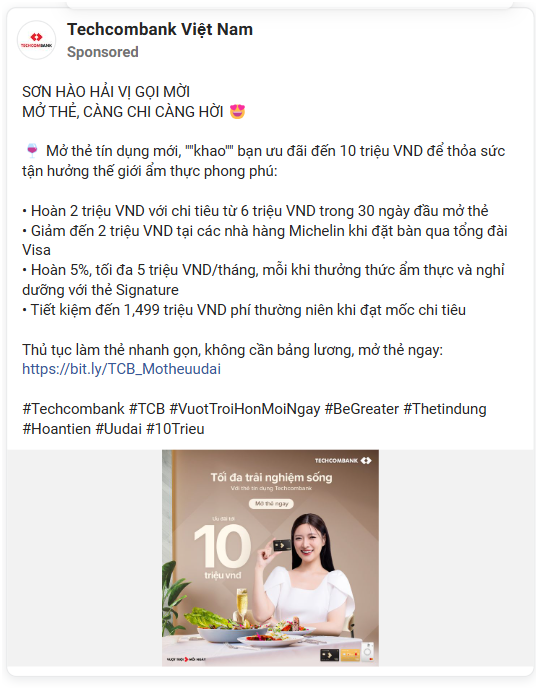 TECHCOMBANK
Techcombank Việt Nam
Sponsored
SƠN HÀO HẢI VỊ GỌI MỜI
MỞ THẺ, CÀNG CHI CÀNG HỜI 😍
🍷 Mở thẻ tín dụng mới, ""khao"" bạn ưu đãi đến 10 triệu VND để thỏa sức
tận hưởng thế giới ẩm thực phong phú:
• Hoàn 2 triệu VND với chi tiêu từ 6 triệu VND trong 30 ngày đầu mở thẻ
• Giảm đến 2 triệu VND tại các nhà hàng Michelin khi đặt bàn qua tổng đài
Visa
• Hoàn 5%, tối đa 5 triệu VND/tháng, mỗi khi thưởng thức ẩm thực và nghỉ
dưỡng với thẻ Signature
• Tiết kiệm đến 1,499 triệu VND phí thường niên khi đạt mốc chi tiêu
Thủ tục làm thẻ nhanh gọn, không cần bảng lương, mở thẻ ngay:
https://bit.ly/TCB_Motheuudai
#Techcombank #TCB #VuotTroiHonMoiNgay #BeGreater #Thetindung
#Hoantien #Uudai #10Trieu
TECHCOMBANK
Tối đa trải nghiệm sống
Với thẻ tín dụng Techcombank
Mở thẻ ngay
Ưu đãi tới
10
triệu vnd
VƯỢT TRỘI HƠN MỖI NGÀY